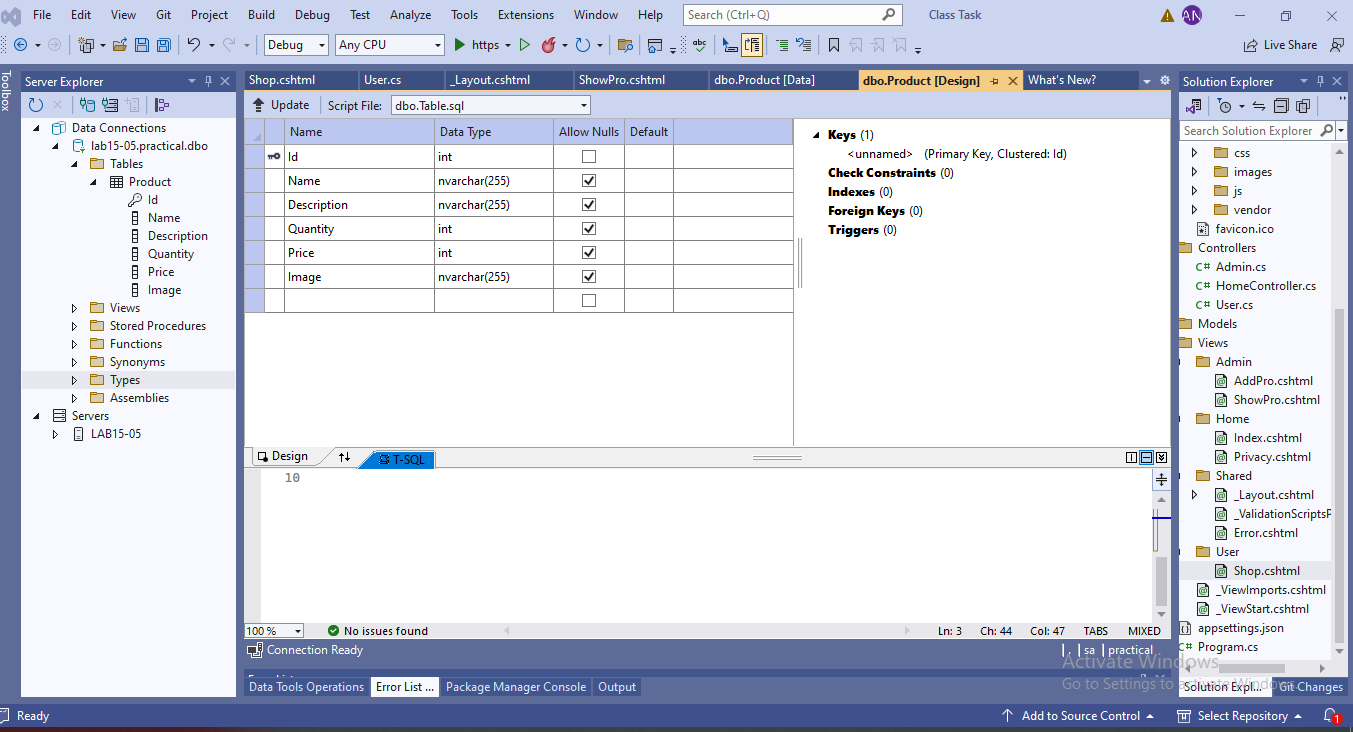 File Edit View Git Project Build Debug Test Analyze Tools Extensions Window Help Search (Ctrl+Q) Class Task AN
Debug Any CPU https abc Live Share
Toolbox
Server Explorer
Data Connections
lab15-05.practical.dbo
Tables
Product
Id
Name
Description
Quantity
Price
Image
Views
Stored Procedures
Functions
Synonyms
Types
Assemblies
Servers
LAB15-05
Shop.cshtml User.cs _Layout.cshtml ShowPro.cshtml dbo.Product [Data] dbo.Product [Design] What's New?
Update Script File: dbo.Table.sql
Name Data Type Allow Nulls Default
Id int
Name nvarchar(255)
Description nvarchar(255)
Quantity int
Price int
Image nvarchar(255)
Keys (1)
<unnamed> (Primary Key, Clustered: Id)
Check Constraints (0)
Indexes (0)
Foreign Keys (0)
Triggers (0)
Design T-SQL
10
100 % No issues found Ln: 3 Ch: 44 Col: 47 TABS MIXED
Connection Ready . sa practical
Data Tools Operations Error List ... Package Manager Console Output
Solution Explorer
Search Solution Explorer
css
images
js
vendor
favicon.ico
Controllers
C# Admin.cs
C# HomeController.cs
C# User.cs
Models
Views
Admin
AddPro.cshtml
ShowPro.cshtml
Home
Index.cshtml
Privacy.cshtml
Shared
_Layout.cshtml
_ValidationScriptsP
Error.cshtml
User
Shop.cshtml
_ViewImports.cshtml
_ViewStart.cshtml
appsettings.json
C# Program.cs
Solution Expl... Git Changes
Activate Windows
Go to Settings to activate Windows.
Ready Add to Source Control Select Repository 1